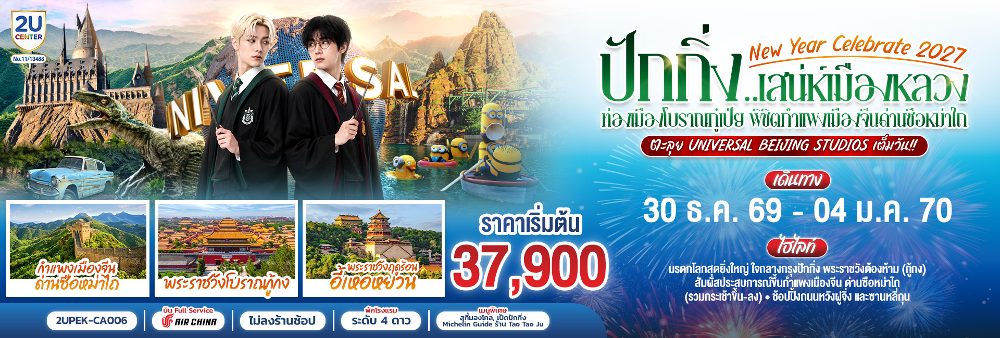 2U
CENTER
No.11/13488
UNIVERSAL
New Year Celebrate 2027
ปักกิ่ง..เสน่ห์เมืองหลวง
ท่องเมืองโบราณกู่เป่ย พิชิตกำแพงเมืองจีนด่านซือหม่าไถ
ตะลุย UNIVERSAL BEIJING STUDIOS เต็มวัน!!
เดินทาง
30 ธ.ค. 69 - 04 ม.ค. 70
ไฮไลท์
มรดกโลกสุดยิ่งใหญ่ ใจกลางกรุงปักกิ่ง พระราชวังต้องห้าม (กู้กง)
สัมผัสประสบการณ์ขึ้นกำแพงเมืองจีน ด่านซือหม่าไถ
(รวมกระเช้าขึ้น-ลง) • ช้อปปิ้งถนนหวังฝูจิ่ง และซานหลี่ถุน
กำแพงเมืองจีน
ด่านซือหม่าไถ
พระราชวังโบราณกู้กง
พระราชวังฤดูร้อน
อี้เหอหยวน
ราคาเริ่มต้น
37,900
2UPEK-CA006
บิน Full Service
AIR CHINA
ไม่ลงร้านช้อป
พักโรงแรม
ระดับ 4 ดาว
เมนูพิเศษ
สุกี้มองโกล, เป็ดปักกิ่ง
Michelin Guide ร้าน Tao Tao Ju